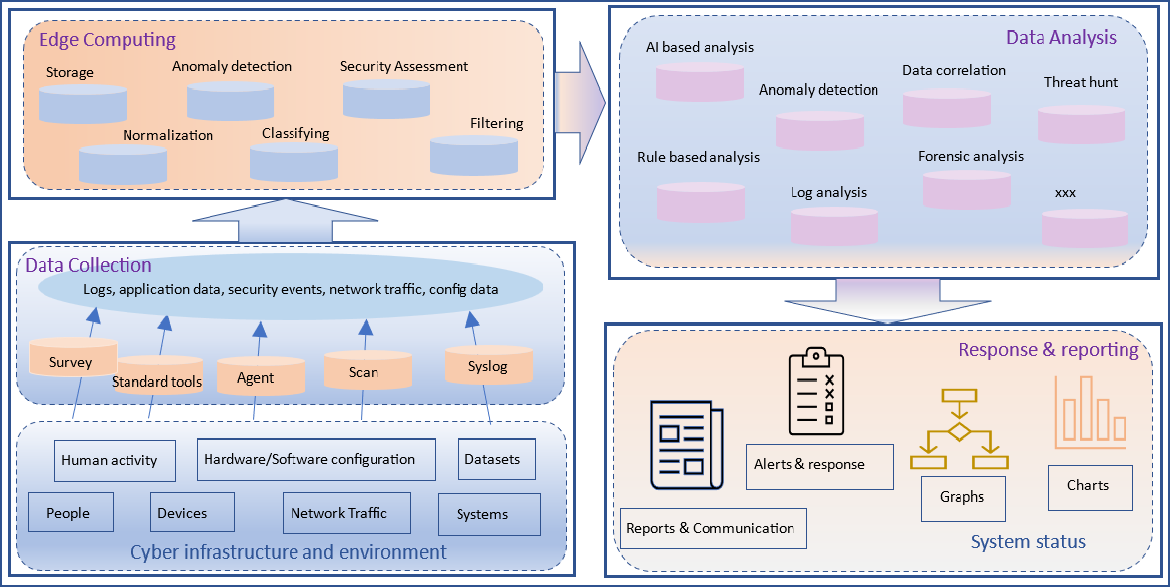 Edge Computing
Storage
Anomaly detection
Security Assessment
Normalization
Classifying
Filtering
Data Analysis
AI based analysis
Anomaly detection
Data correlation
Threat hunt
Rule based analysis
Log analysis
Forensic analysis
xxx
Data Collection
Logs, application data, security events, network traffic, config data
Survey
Standard tools
Agent
Scan
Syslog
Human activity
Hardware/Software configuration
Datasets
People
Devices
Network Traffic
Systems
Cyber infrastructure and environment
Response & reporting
Alerts & response
Reports & Communication
Graphs
Charts
System status